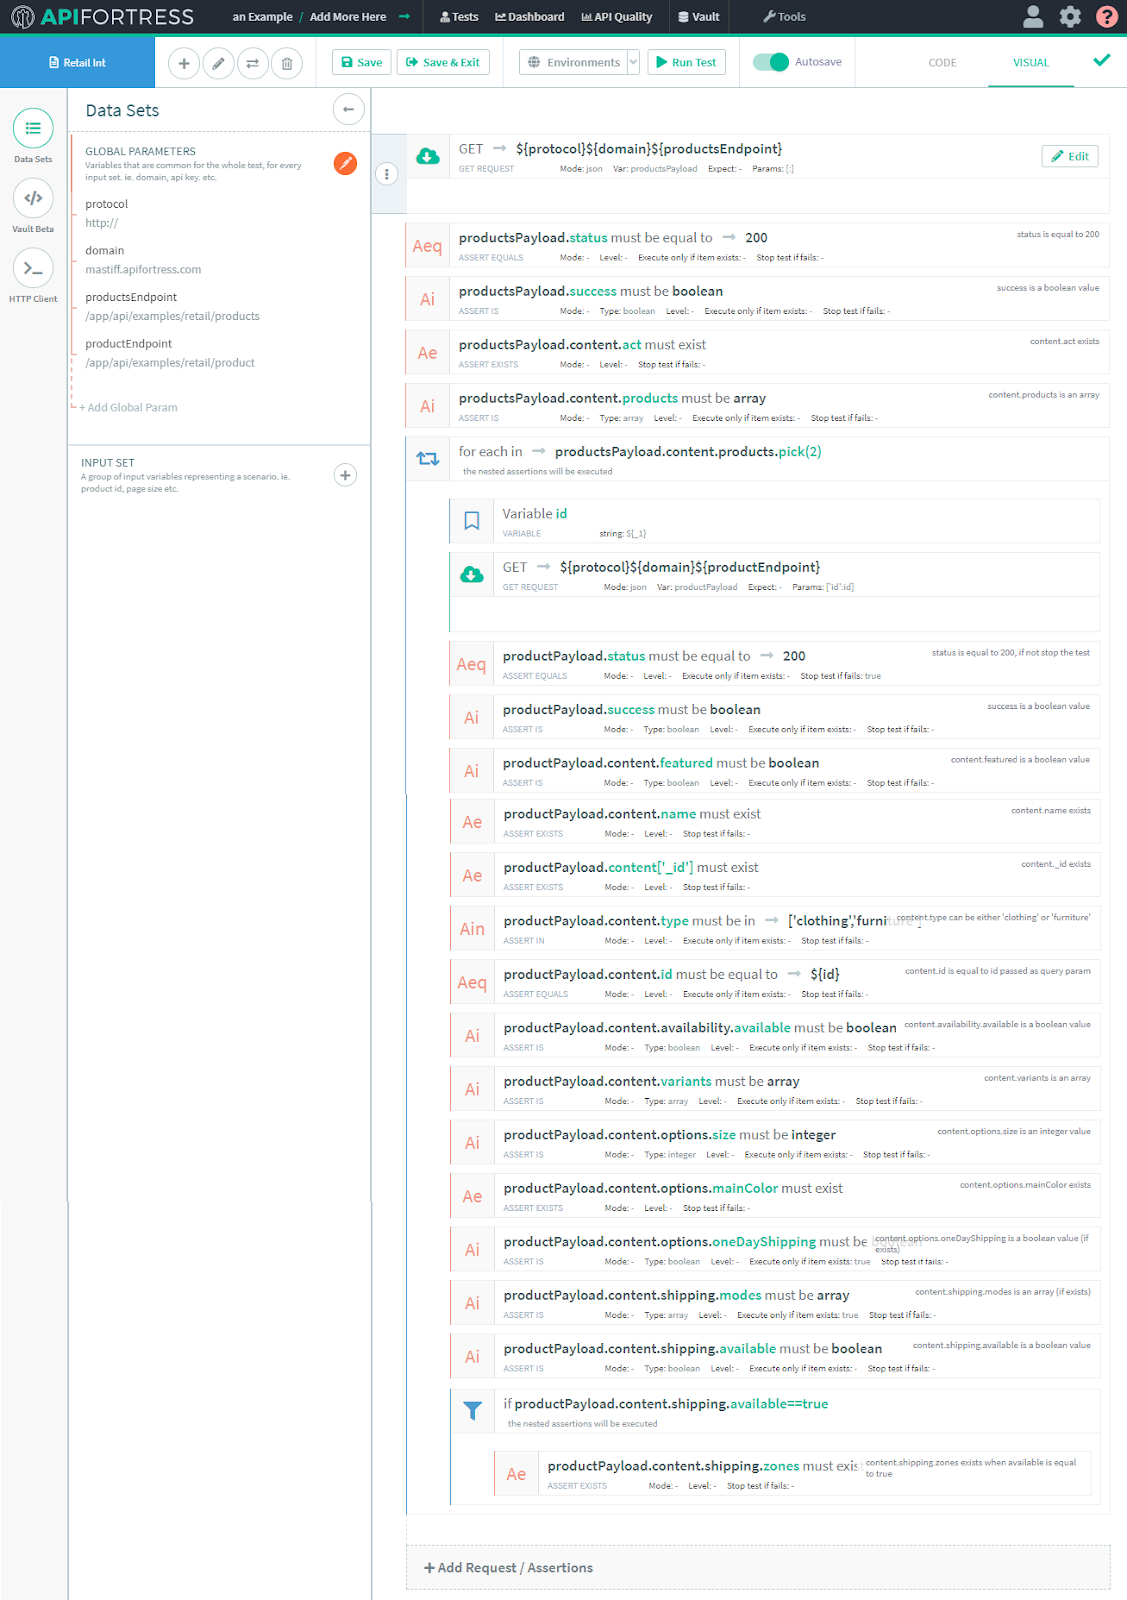 APIFORTRESS
an Example / Add More Here → Tests Dashboard API Quality Vault Tools ?
Retail Int Save Save & Exit Environments Run Test Autosave CODE VISUAL
Data Sets
Vault Beta
HTTP Client
Data Sets
GLOBAL PARAMETERS
Variables that are common for the whole test, for every
input set. ie. domain, api key. etc.
protocol
http://
domain
mastiff.apifortress.com
productsEndpoint
/app/api/examples/retail/products
productEndpoint
/app/api/examples/retail/product
+ Add Global Param
INPUT SET
A group of input variables representing a scenario. ie.
product id, page size etc.
GET → ${protocol}${domain}${productsEndpoint}
Edit
GET REQUEST Mode: json Var: productsPayload Expect: - Params: [:]
Aeq
productsPayload.status must be equal to → 200
status is equal to 200
ASSERT EQUALS Mode: - Level: - Execute only if item exists: - Stop test if fails: -
Ai
productsPayload.success must be boolean
success is a boolean value
ASSERT IS Mode: - Type: boolean Level: - Execute only if item exists: - Stop test if fails: -
Ae
productsPayload.content.act must exist
content.act exists
ASSERT EXISTS Mode: - Level: - Stop test if fails: -
Ai
productsPayload.content.products must be array
content.products is an array
ASSERT IS Mode: - Type: array Level: - Execute only if item exists: - Stop test if fails: -
for each in → productsPayload.content.products.pick(2)
the nested assertions will be executed
Variable id
VARIABLE string: ${_1}
GET → ${protocol}${domain}${productEndpoint}
GET REQUEST Mode: json Var: productPayload Expect: - Params: ['id':id]
Aeq
productPayload.status must be equal to → 200
status is equal to 200, if not stop the test
ASSERT EQUALS Mode: - Level: - Execute only if item exists: - Stop test if fails: true
Ai
productPayload.success must be boolean
success is a boolean value
ASSERT IS Mode: - Type: boolean Level: - Execute only if item exists: - Stop test if fails: -
Ai
productPayload.content.featured must be boolean
content.featured is a boolean value
ASSERT IS Mode: - Type: boolean Level: - Execute only if item exists: - Stop test if fails: -
Ae
productPayload.content.name must exist
content.name exists
ASSERT EXISTS Mode: - Level: - Stop test if fails: -
Ae
productPayload.content['_id'] must exist
content._id exists
ASSERT EXISTS Mode: - Level: - Stop test if fails: -
Ain
productPayload.content.type must be in → ['clothing','furniture']
content.type can be either 'clothing' or 'furniture'
ASSERT IN Mode: - Level: - Execute only if item exists: - Stop test if fails: -
Aeq
productPayload.content.id must be equal to → ${id}
content.id is equal to id passed as query param
ASSERT EQUALS Mode: - Level: - Execute only if item exists: - Stop test if fails: -
Ai
productPayload.content.availability.available must be boolean
content.availability.available is a boolean value
ASSERT IS Mode: - Type: boolean Level: - Execute only if item exists: - Stop test if fails: -
Ai
productPayload.content.variants must be array
content.variants is an array
ASSERT IS Mode: - Type: array Level: - Execute only if item exists: - Stop test if fails: -
Ai
productPayload.content.options.size must be integer
content.options.size is an integer value
ASSERT IS Mode: - Type: integer Level: - Execute only if item exists: - Stop test if fails: -
Ae
productPayload.content.options.mainColor must exist
content.options.mainColor exists
ASSERT EXISTS Mode: - Level: - Stop test if fails: -
Ai
productPayload.content.options.oneDayShipping must be boolean
content.options.oneDayShipping is a boolean value (if
exists)
ASSERT IS Mode: - Type: boolean Level: - Execute only if item exists: true Stop test if fails: -
Ai
productPayload.content.shipping.modes must be array
content.shipping.modes is an array (if exists)
ASSERT IS Mode: - Type: array Level: - Execute only if item exists: true Stop test if fails: -
Ai
productPayload.content.shipping.available must be boolean
content.shipping.available is a boolean value
ASSERT IS Mode: - Type: boolean Level: - Execute only if item exists: - Stop test if fails: -
if productPayload.content.shipping.available==true
the nested assertions will be executed
Ae
productPayload.content.shipping.zones must exis
content.shipping.zones exists when available is equal
to true
ASSERT EXISTS Mode: - Level: - Stop test if fails: -
+ Add Request / Assertions